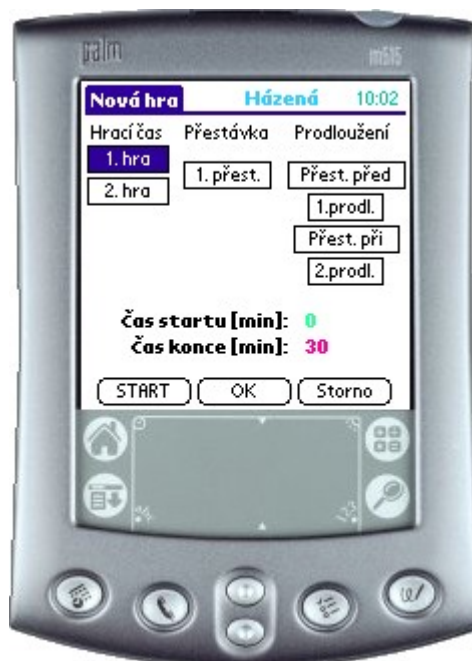 palm
m515
Nová hra Házená 10:02
Hrací čas Přestávka Prodloužení
1. hra 1. přest. Přest. před
2. hra 1.prodl.
Přest. při
2.prodl.
čas startu [min]: 0
čas konce [min]: 30
START OK Storno